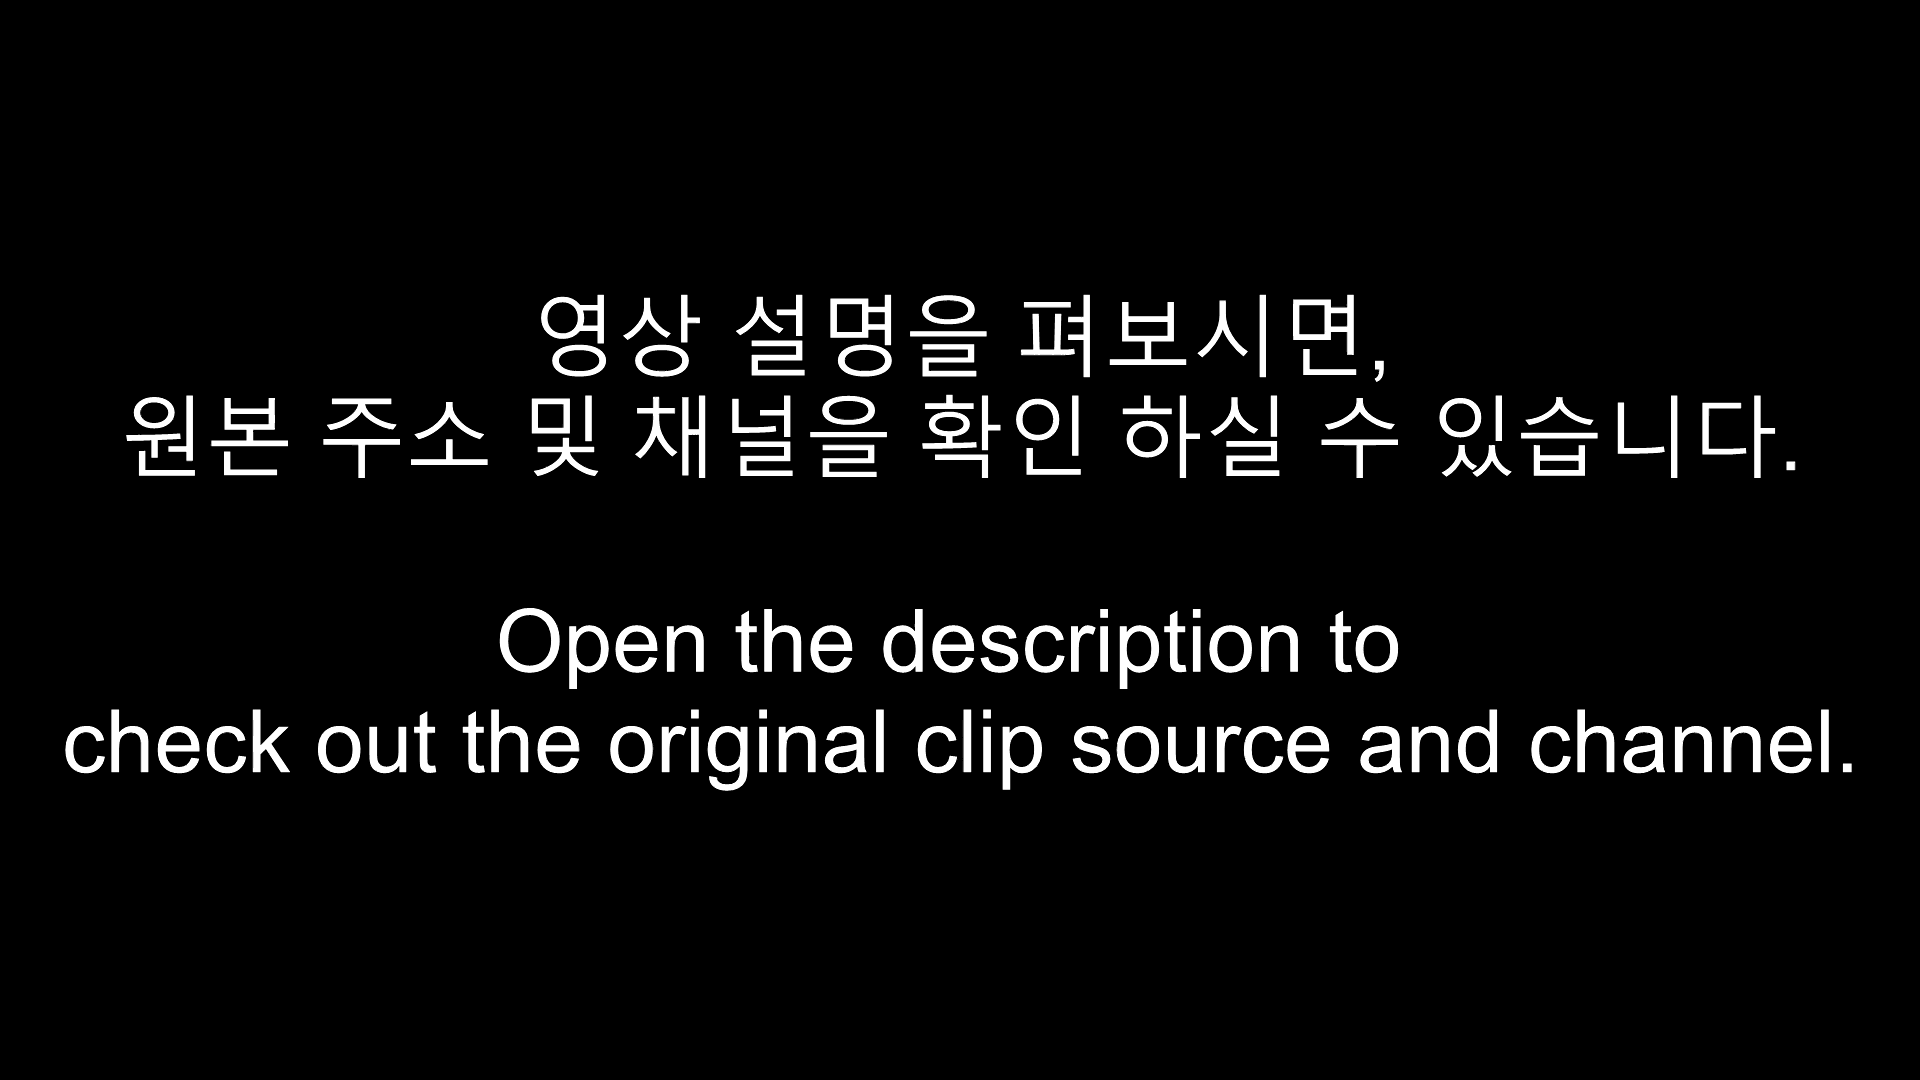 영상 설명을 펴보시면,
원본 주소 및 채널을 확인 하실 수 있습니다.
Open the description to
check out the original clip source and channel.